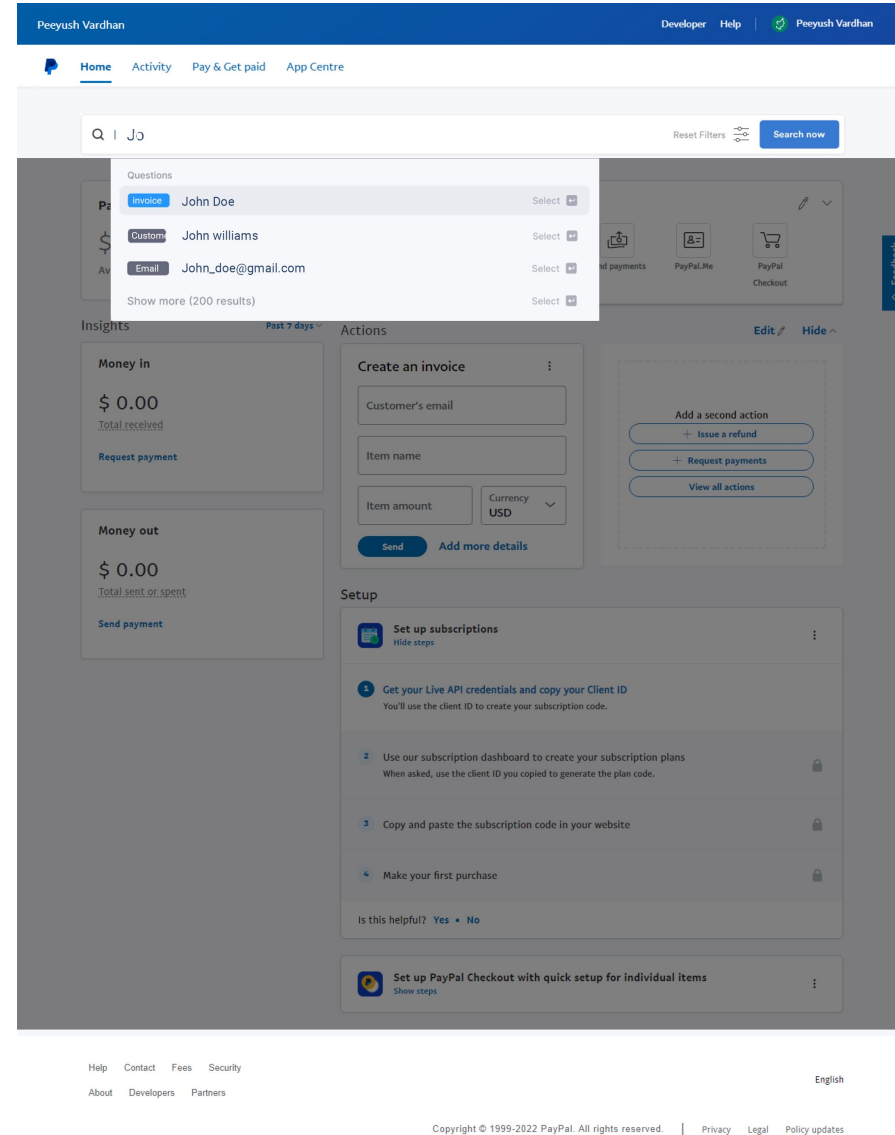 Peeyush Vardhan
Developer Help Peeyush Vardhan
Home Activity Pay & Get paid App Centre
Jo
Reset Filters Search now
Questions
invoice John Doe Select
Custome John williams Select
Email John_doe@gmail.com Select
Show more (200 results) Select
Pa
$
Av
nd payments PayPal.Me PayPal Checkout
Insights Past 7 days
Money in
$ 0.00
Total received
Request payment
Money out
$ 0.00
Total sent or spent
Send payment
Actions Edit Hide
Create an invoice
Customer's email
Item name
Item amount Currency
USD
Send Add more details
Add a second action
Issue a refund
Request payments
View all actions
Setup
Set up subscriptions
Hide steps
1 Get your Live API credentials and copy your Client ID
You'll use the client ID to create your subscription code.
2 Use our subscription dashboard to create your subscription plans
When asked, use the client ID you copied to generate the plan code.
3 Copy and paste the subscription code in your website
4 Make your first purchase
Is this helpful? Yes • No
Set up PayPal Checkout with quick setup for individual items
Show steps
Help Contact Fees Security
About Developers Partners
English
Copyright © 1999-2022 PayPal. All rights reserved. | Privacy Legal Policy updates